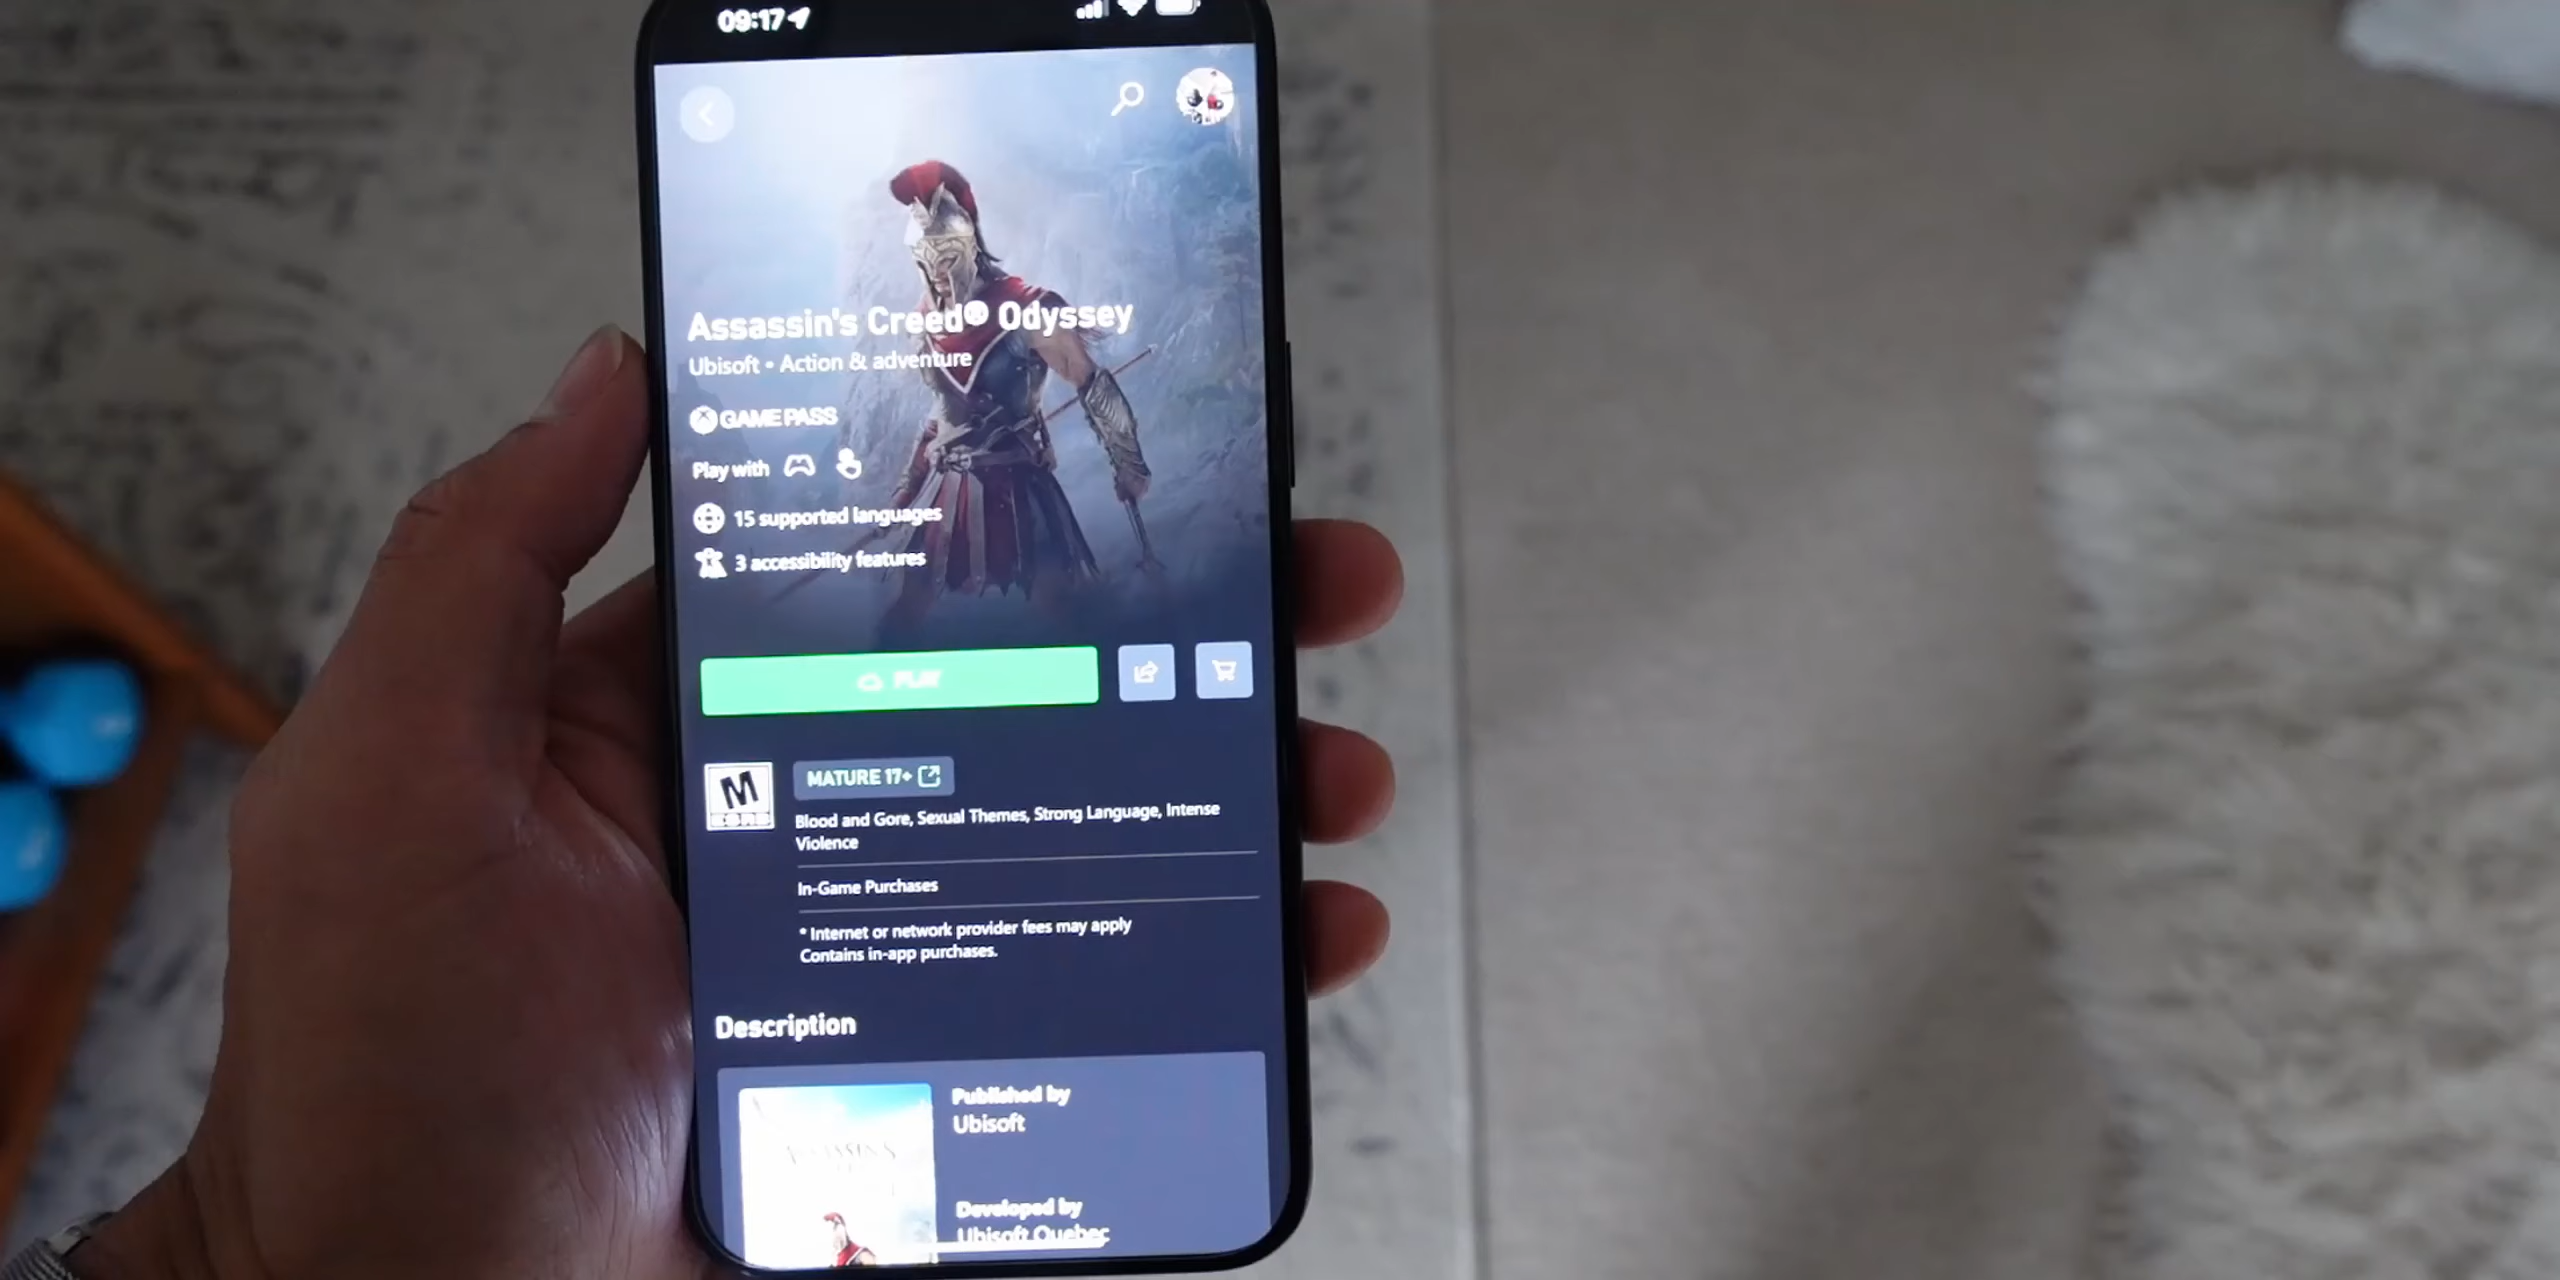 09:17
Assassin's Creed® Odyssey
Ubisoft • Action & adventure
GAME PASS
Play with
15 supported languages
3 accessibility features
PLAY
M
ESRB
MATURE 17+
Blood and Gore, Sexual Themes, Strong Language, Intense
Violence
In-Game Purchases
* Internet or network provider fees may apply
Contains in-app purchases.
Description
Published by
Ubisoft
ASSASSIN'S
Developed by
Ubisoft Quebec